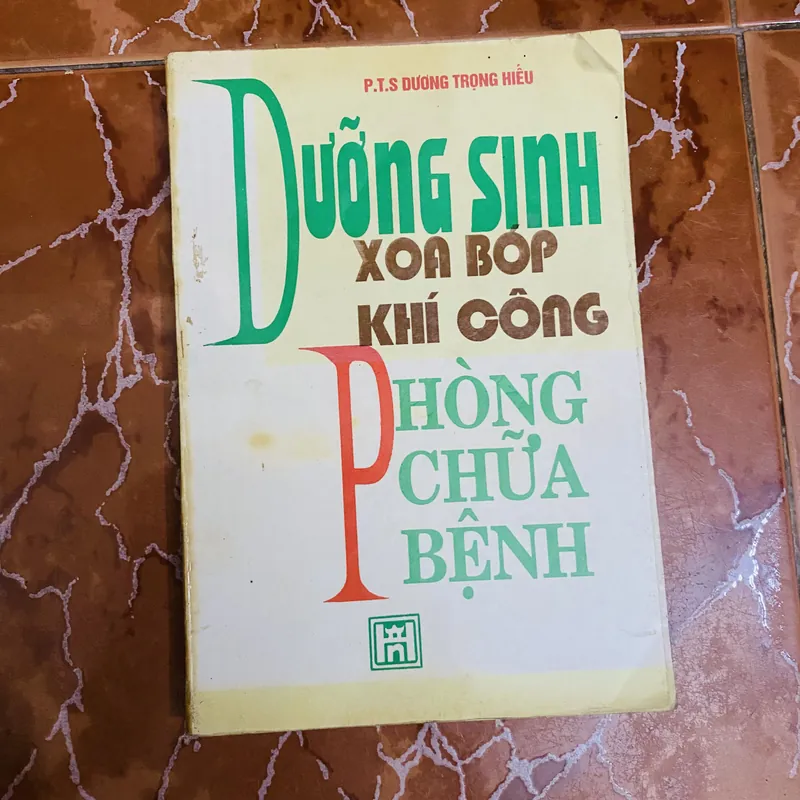 P.T.S DƯƠNG TRỌNG HIẾU
DƯỠNG SINH
XOA BÓP
KHÍ CÔNG
PHÒNG
CHỮA
BỆNH